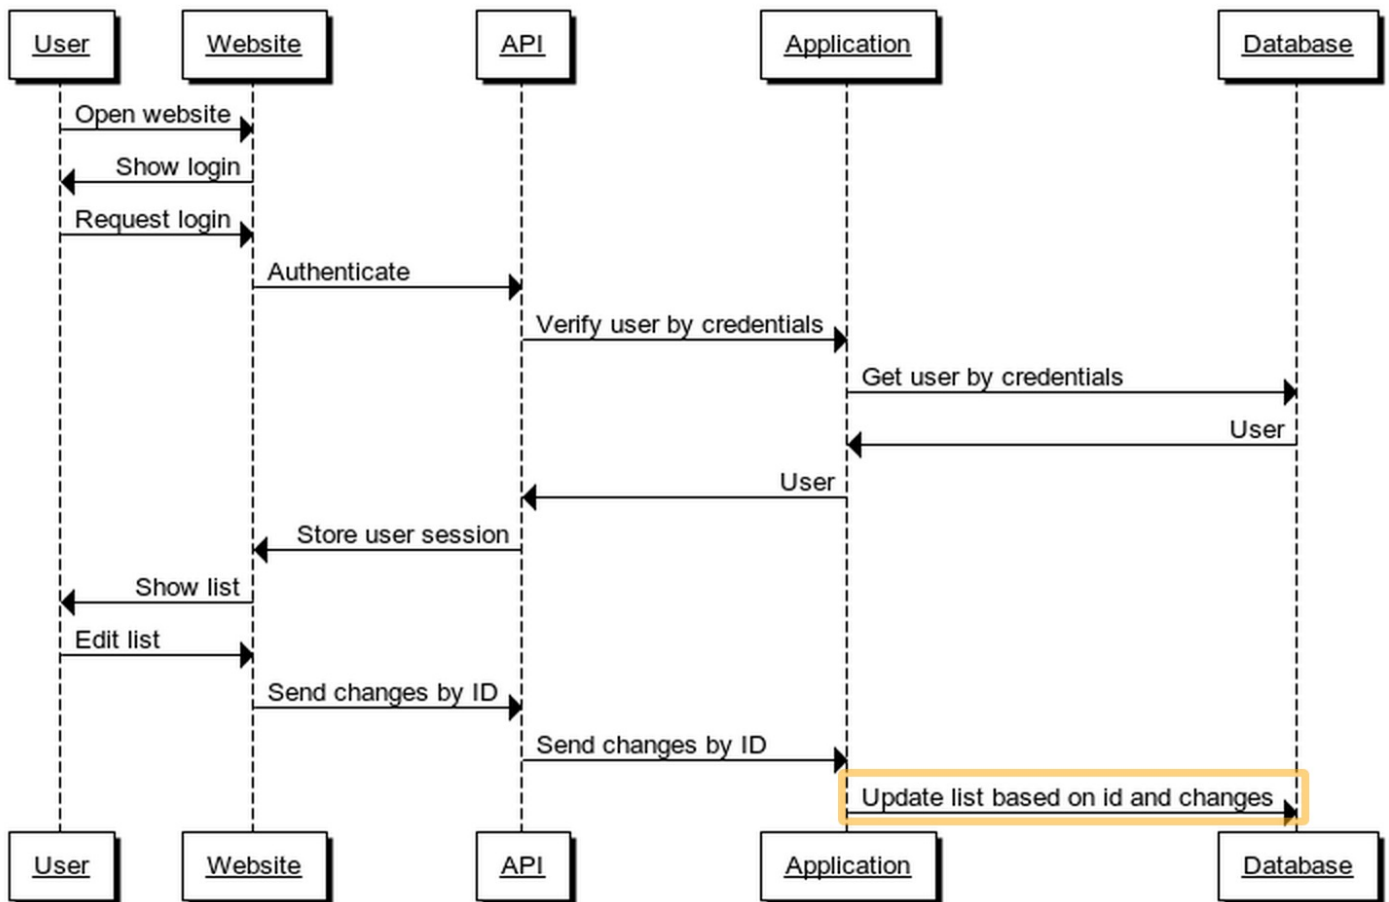 User
Website
API
Application
Database
Open website
Show login
Request login
Authenticate
Verify user by credentials
Get user by credentials
User
User
Store user session
Show list
Edit list
Send changes by ID
Send changes by ID
Update list based on id and changes
User
Website
API
Application
Database